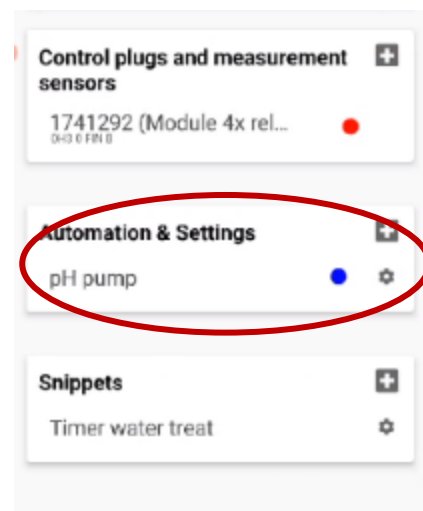 Control plugs and measurement
sensors
1741292 (Module 4x rel...
Automation & Settings
pH pump
Snippets
Timer water treat